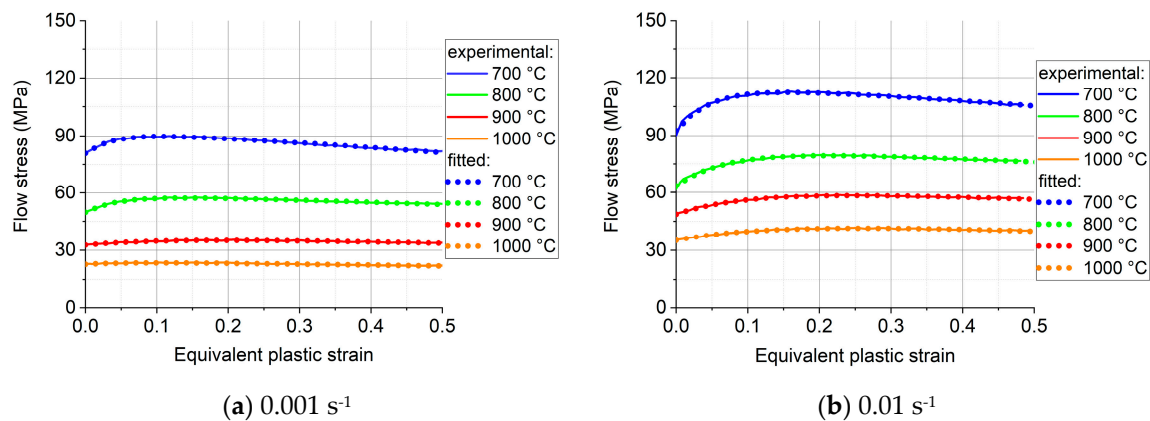 150
120
90
60
30
0
Flow stress (MPa)
0.0 0.1 0.2 0.3 0.4 0.5
Equivalent plastic strain
experimental:
700 °C
800 °C
900 °C
1000 °C
fitted:
700 °C
800 °C
900 °C
1000 °C
(a) 0.001 s-1
150
120
90
60
30
0
Flow stress (MPa)
0.0 0.1 0.2 0.3 0.4 0.5
Equivalent plastic strain
experimental:
700 °C
800 °C
900 °C
1000 °C
fitted:
700 °C
800 °C
900 °C
1000 °C
(b) 0.01 s-1